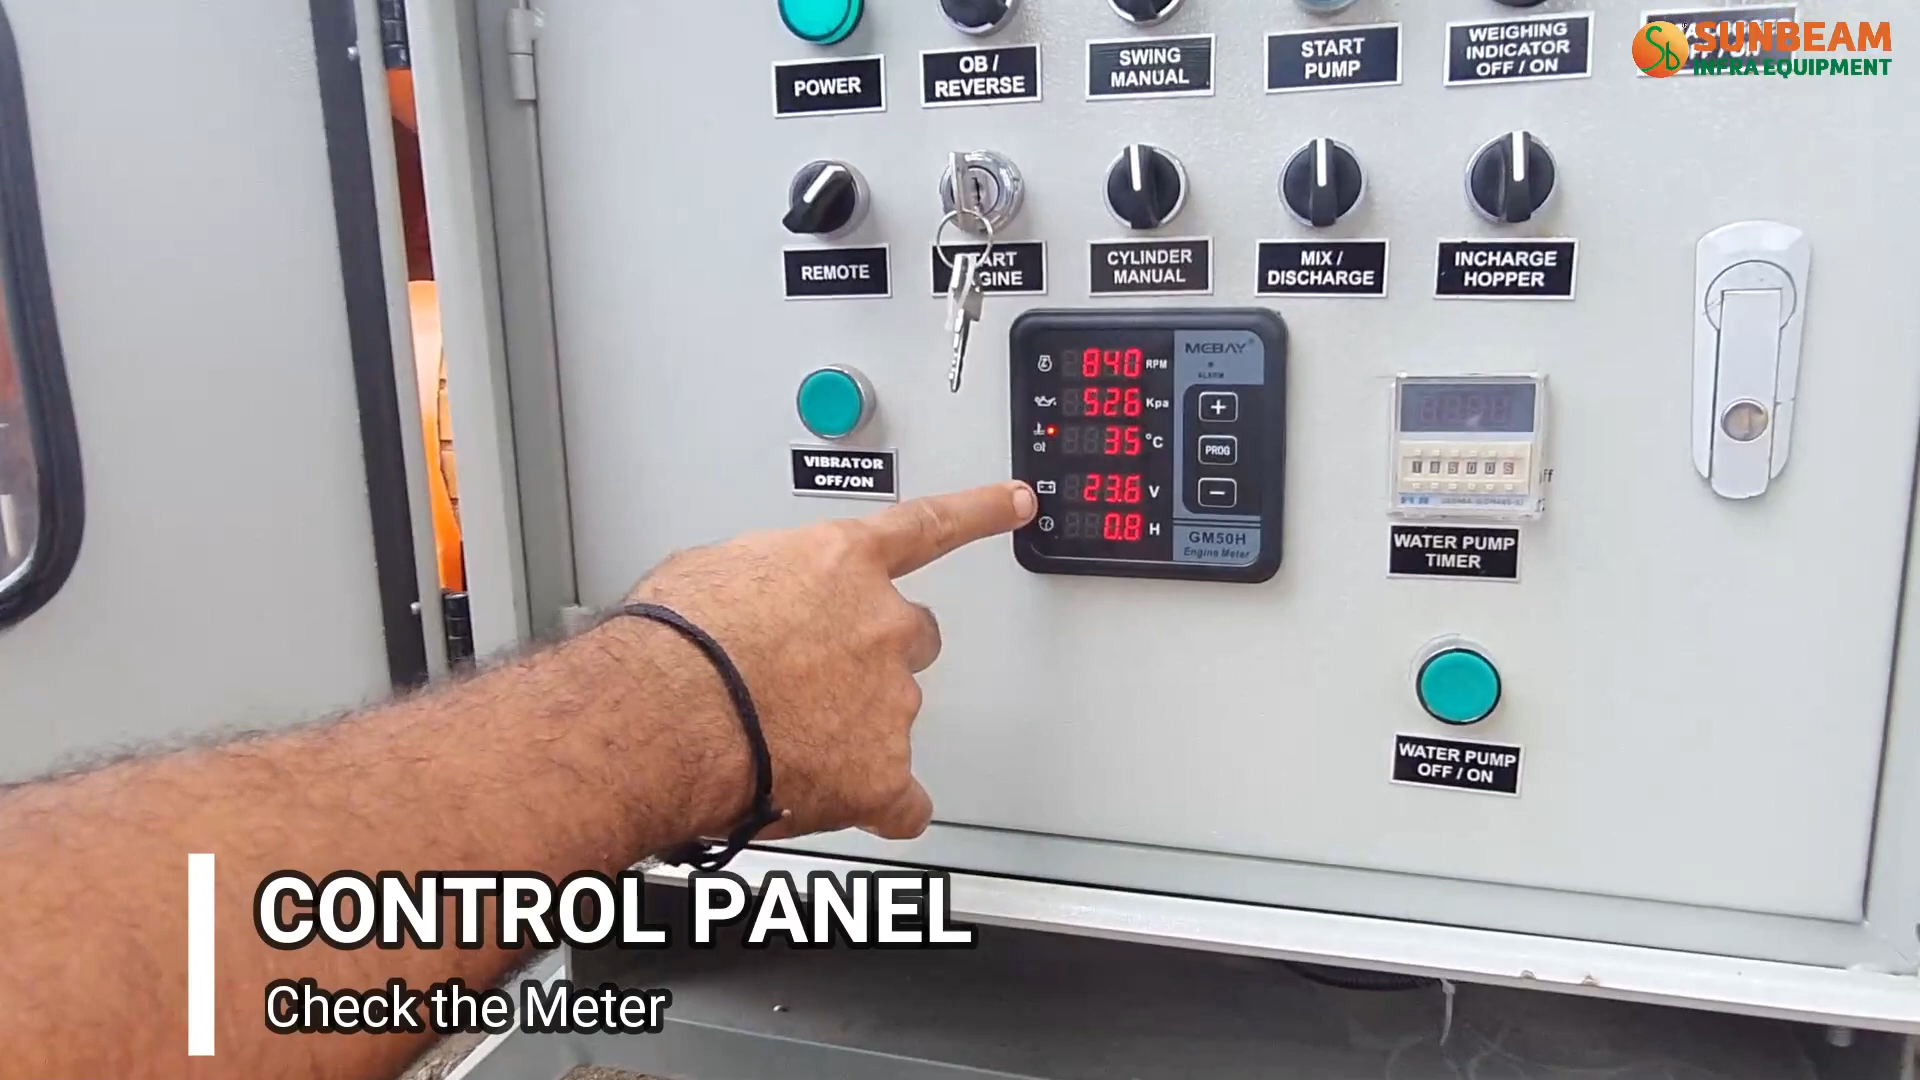 SUNBEAM
INFRA EQUIPMENT
POWER
OB /
REVERSE
SWING
MANUAL
START
PUMP
WEIGHING
INDICATOR
OFF / ON
REMOTE
CYLINDER
MANUAL
MIX /
DISCHARGE
INCHARGE
HOPPER
MEBAY
ALARM
840 RPM
526 Kpa
35 °C
23.6 V
0.8 H
+
PROG
−
GM50H
Engine Meter
VIBRATOR
OFF/ON
WATER PUMP
TIMER
WATER PUMP
OFF / ON
CONTROL PANEL
Check the Meter